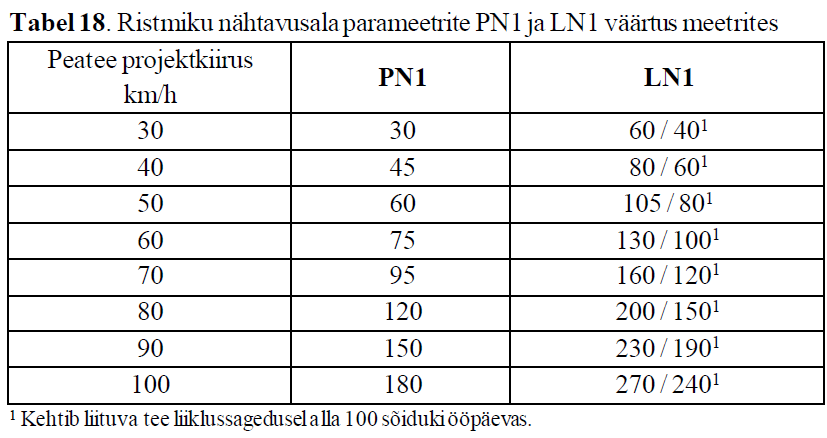 Tabel 18. Ristmiku nähtavusala parameetrite PN1 ja LN1 väärtus meetrites
Peatee projektkiirus km/h PN1 LN1
30 30 60 / 40¹
40 45 80 / 60¹
50 60 105 / 80¹
60 75 130 / 100¹
70 95 160 / 120¹
80 120 200 / 150¹
90 150 230 / 190¹
100 180 270 / 240¹
¹ Kehtib liituva tee liiklussagedusel alla 100 sõiduki ööpäevas.